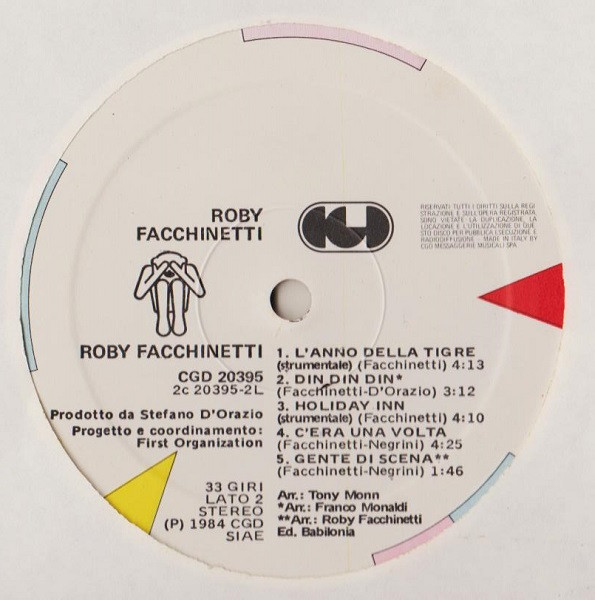 ROBY
FACCHINETTI
RISERVATI TUTTI I DIRITTI SULLA REGI
STRAZIONE E SULL'OPERA REGISTRATA.
SONO VIETATE LA DUPLICAZIONE, LA
LOCAZIONE E L'UTILIZZAZIONE DI QUE
STO DISCO PER PUBBLICA ESECUZIONE E
RADIODIFFUSIONE – MADE IN ITALY BY
CGD MESSAGGERIE MUSICALI SPA
ROBY FACCHINETTI
CGD 20395
2c 20395-2L
Prodotto da Stefano D'Orazio
Progetto e coordinamento:
First Organization
33 GIRI
LATO 2
STEREO
(P) 1984 CGD
SIAE
1. L'ANNO DELLA TIGRE
(strumentale) (Facchinetti) 4:13
2. DIN DIN DIN*
(Facchinetti-D'Orazio) 3:12
3. HOLIDAY INN
(strumentale) (Facchinetti) 4:10
4. C'ERA UNA VOLTA
(Facchinetti-Negrini) 4:25
5. GENTE DI SCENA**
(Facchinetti-Negrini) 1:46
Arr.: Tony Monn
*Arr.: Franco Monaldi
**Arr.: Roby Facchinetti
Ed. Babilonia